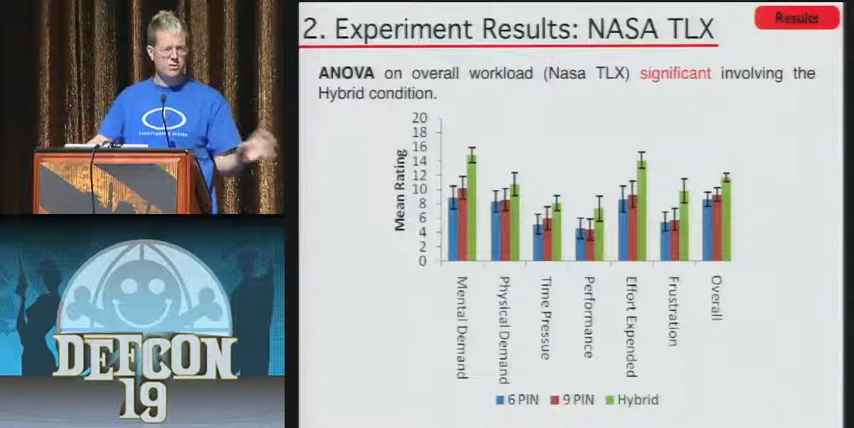 2. Experiment Results: NASA TLX
Results
ANOVA on overall workload (Nasa TLX) significant involving the
Hybrid condition.
Mean Rating
20
18
16
14
12
10
8
6
4
2
0
Mental Demand
Physical Demand
Time Pressue
Performance
Effort Expended
Frustration
Overall
6 PIN
9 PIN
Hybrid
DEFCON
19